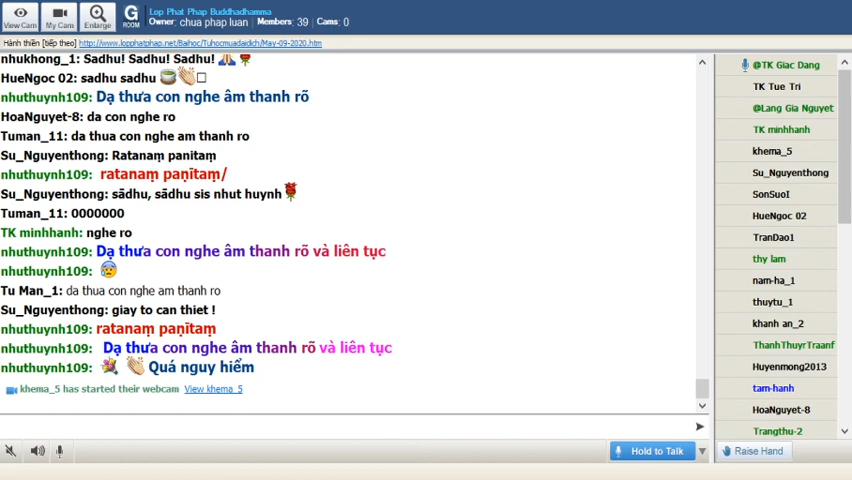 View Cam
My Cam
Enlarge
G
ROOM
Lop Phat Phap Buddhadhamma
Owner: chua phap luan Members: 39 Cams: 0
Hành thiền [tiếp theo] http://www.lopphatphap.net/Baihoc/Tuhocmuadaidich/May-09-2020.htm
nhukhong_1: Sadhu! Sadhu! Sadhu! 🙏🌹
HueNgoc 02: sadhu sadhu 🍵👏□
nhuthuynh109: Dạ thưa con nghe âm thanh rõ
HoaNguyet-8: da con nghe ro
Tuman_11: da thua con nghe am thanh ro
Su_Nguyenthong: Ratanaṃ panitaṃ
nhuthuynh109: ratanaṃ paṇītaṃ/
Su_Nguyenthong: sādhu, sādhu sis nhut huynh🌹
Tuman_11: 0000000
TK minhhanh: nghe ro
nhuthuynh109: Dạ thưa con nghe âm thanh rõ và liên tục
nhuthuynh109: 😰
Tu Man_1: da thua con nghe am thanh ro
Su_Nguyenthong: giay to can thiet !
nhuthuynh109: ratanaṃ paṇītaṃ
nhuthuynh109: Dạ thưa con nghe âm thanh rõ và liên tục
nhuthuynh109: 💐 👏 Quá nguy hiểm
khema_5 has started their webcam View khema_5
Hold to Talk
@TK Giac Dang
TK Tue Tri
@Lang Gia Nguyet
TK minhhanh
khema_5
Su_Nguyenthong
SonSuoI
HueNgoc 02
TranDao1
thy lam
nam-ha_1
thuytu_1
khanh an_2
ThanhThuyrTraanf
Huyenmong2013
tam-hanh
HoaNguyet-8
Trangthu-2
Raise Hand